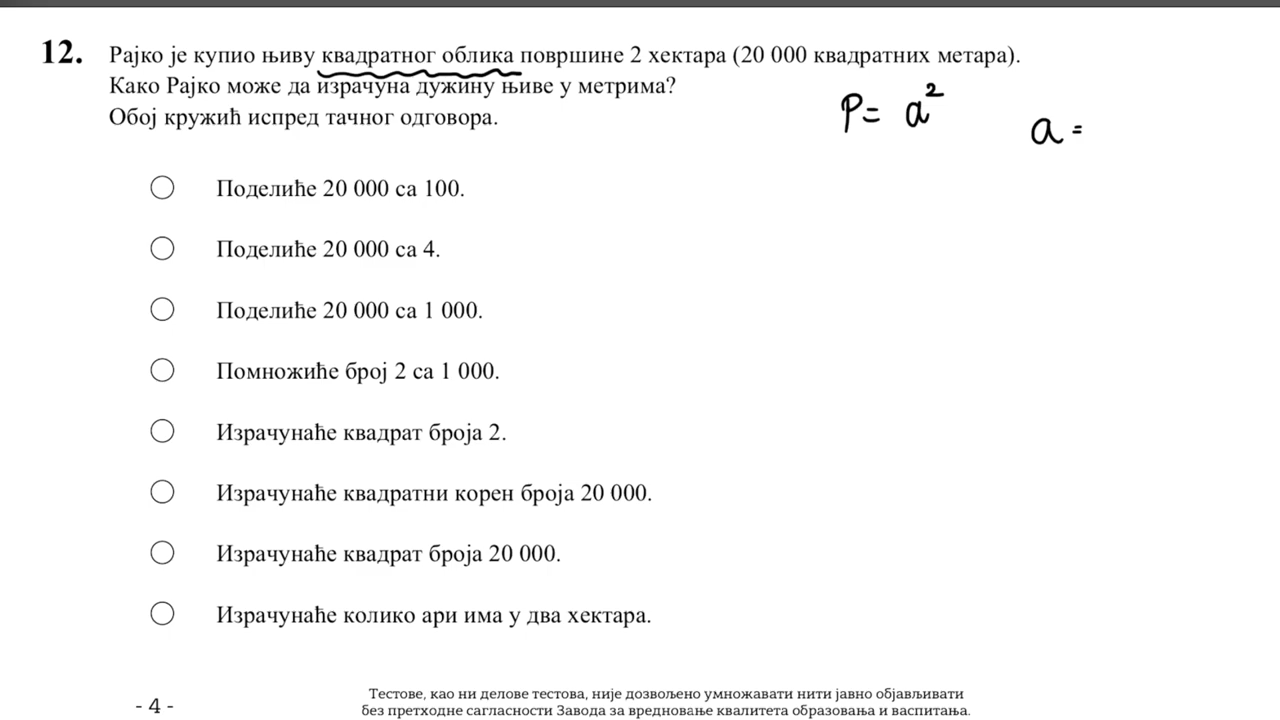 12. Рајко је купио њиву квадратног облика површине 2 хектара (20 000 квадратних метара).
Како Рајко може да израчуна дужину њиве у метрима?
Обој кружић испред тачног одговора.
P = a²
a =
Поделиће 20 000 са 100.
Поделиће 20 000 са 4.
Поделиће 20 000 са 1 000.
Помножиће број 2 са 1 000.
Израчунаће квадрат броја 2.
Израчунаће квадратни корен броја 20 000.
Израчунаће квадрат броја 20 000.
Израчунаће колико ари има у два хектара.
- 4 -
Тестове, као ни делове тестова, није дозвољено умножавати нити јавно објављивати
без претходне сагласности Завода за вредновање квалитета образовања и васпитања.